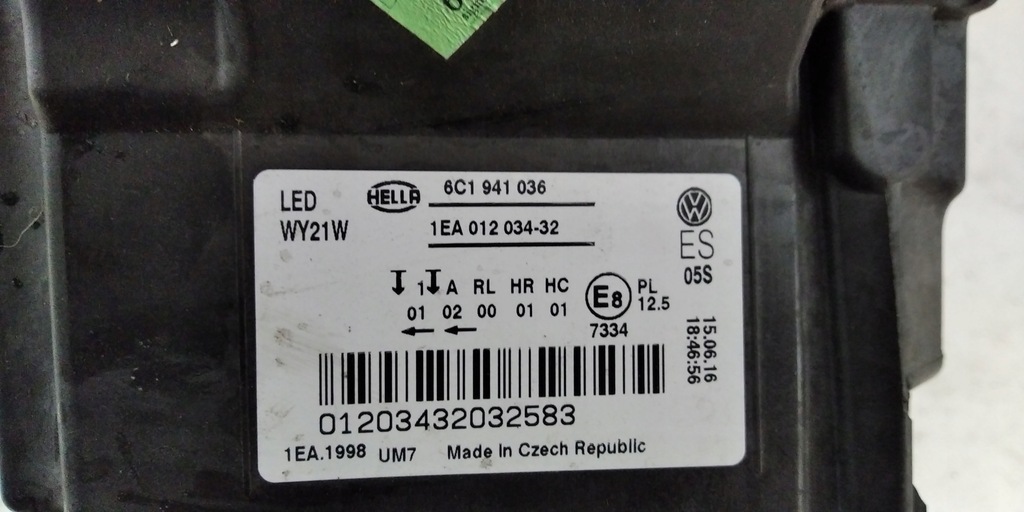 LED
WY21W
HELLA
6C1 941 036
1EA 012 034-32
1 A RL HR HC
01 02 00 01 01
E8
PL
12.5
7334
ES
05S
15.06.16
18:46:56
01203432032583
1EA.1998 UM7 Made In Czech Republic